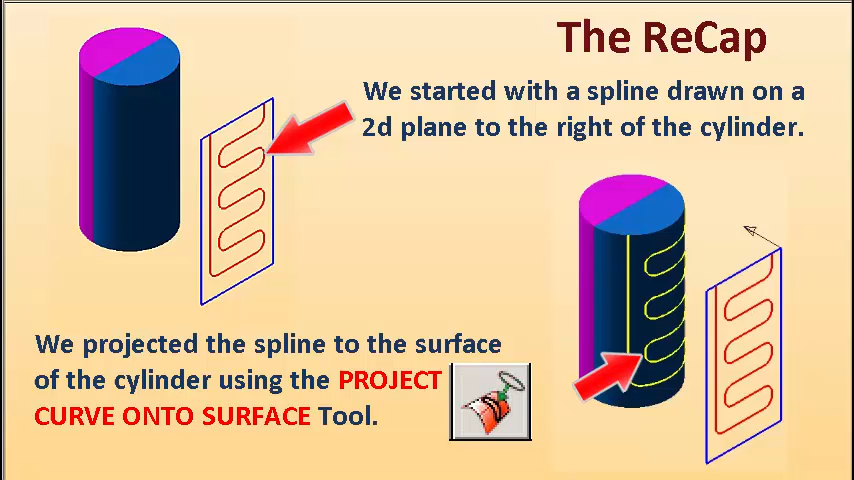 The ReCap
We started with a spline drawn on a
2d plane to the right of the cylinder.
We projected the spline to the surface
of the cylinder using the PROJECT
CURVE ONTO SURFACE Tool.